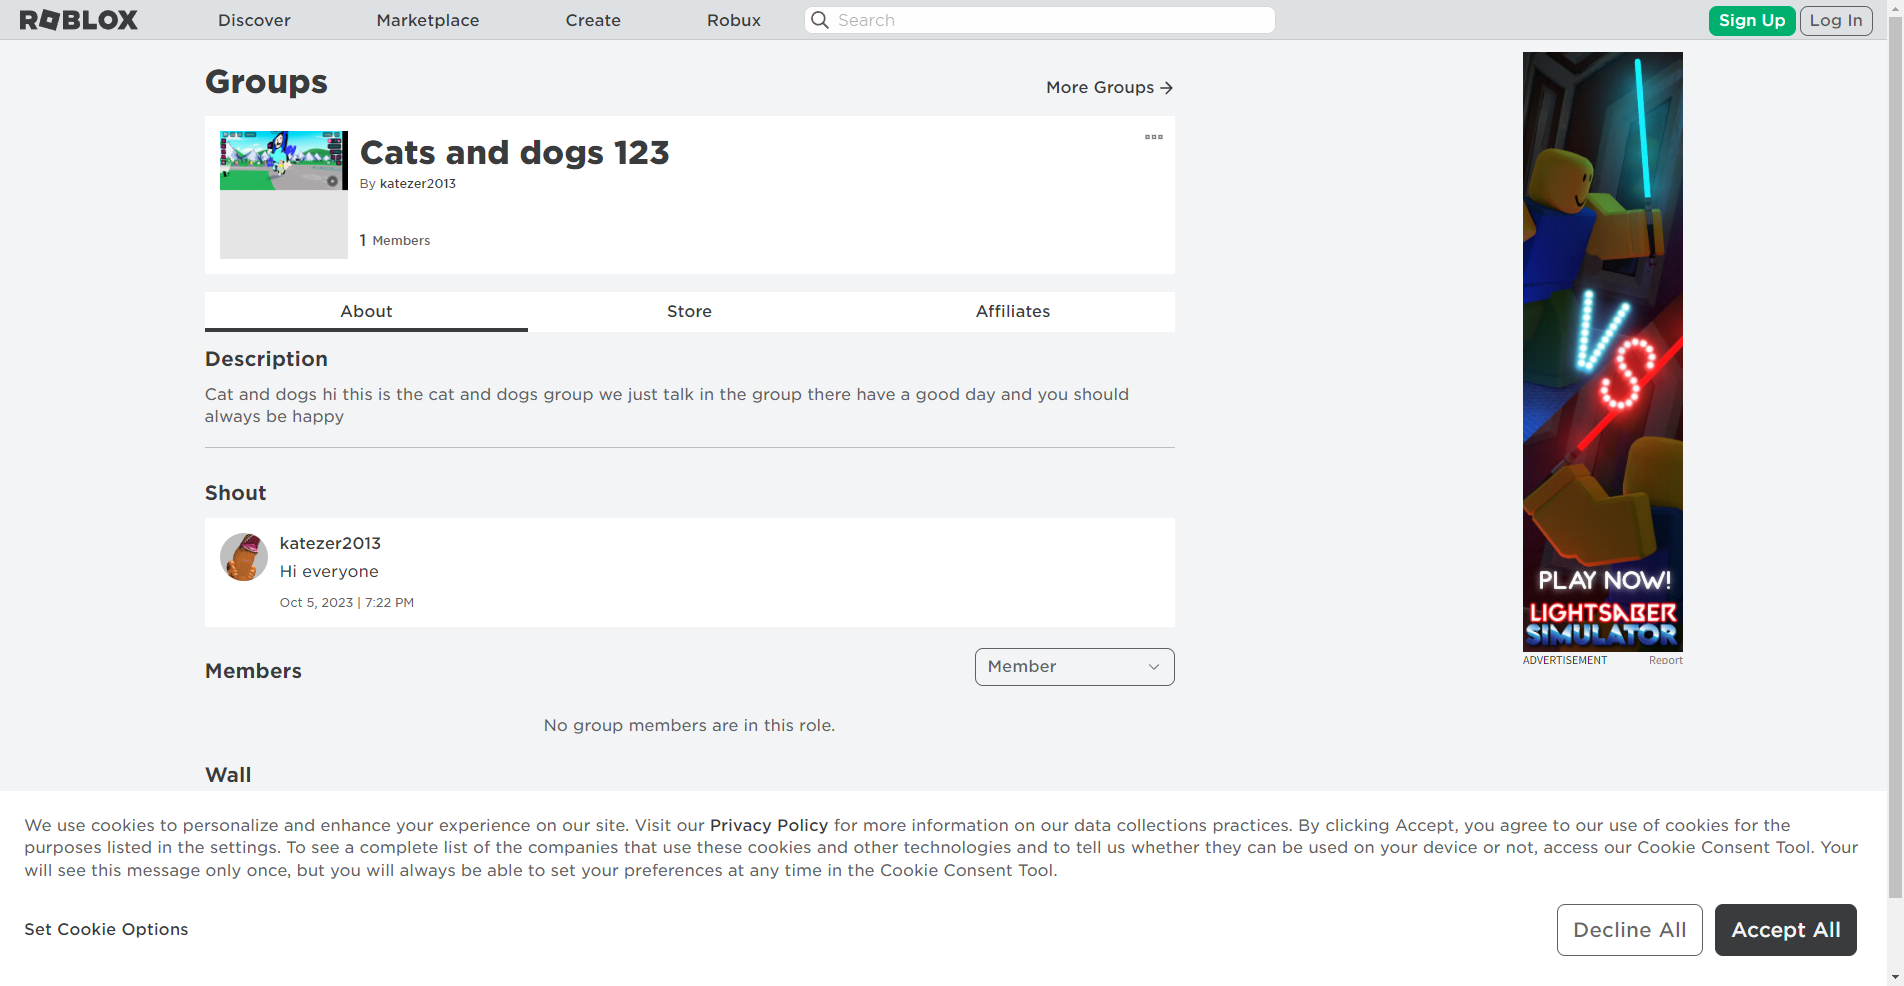 ROBLOX Discover Marketplace Create Robux Search Sign Up Log In
Groups
More Groups
Cats and dogs 123
By katezer2013
1 Members
About Store Affiliates
Description
Cat and dogs hi this is the cat and dogs group we just talk in the group there have a good day and you should
always be happy
Shout
katezer2013
Hi everyone
Oct 5, 2023 | 7:22 PM
Members
Member
No group members are in this role.
Wall
VS
PLAY NOW!
LIGHTSABER
SIMULATOR
ADVERTISEMENT Report
We use cookies to personalize and enhance your experience on our site. Visit our Privacy Policy for more information on our data collections practices. By clicking Accept, you agree to our use of cookies for the
purposes listed in the settings. To see a complete list of the companies that use these cookies and other technologies and to tell us whether they can be used on your device or not, access our Cookie Consent Tool. Your
will see this message only once, but you will always be able to set your preferences at any time in the Cookie Consent Tool.
Set Cookie Options
Decline All
Accept All